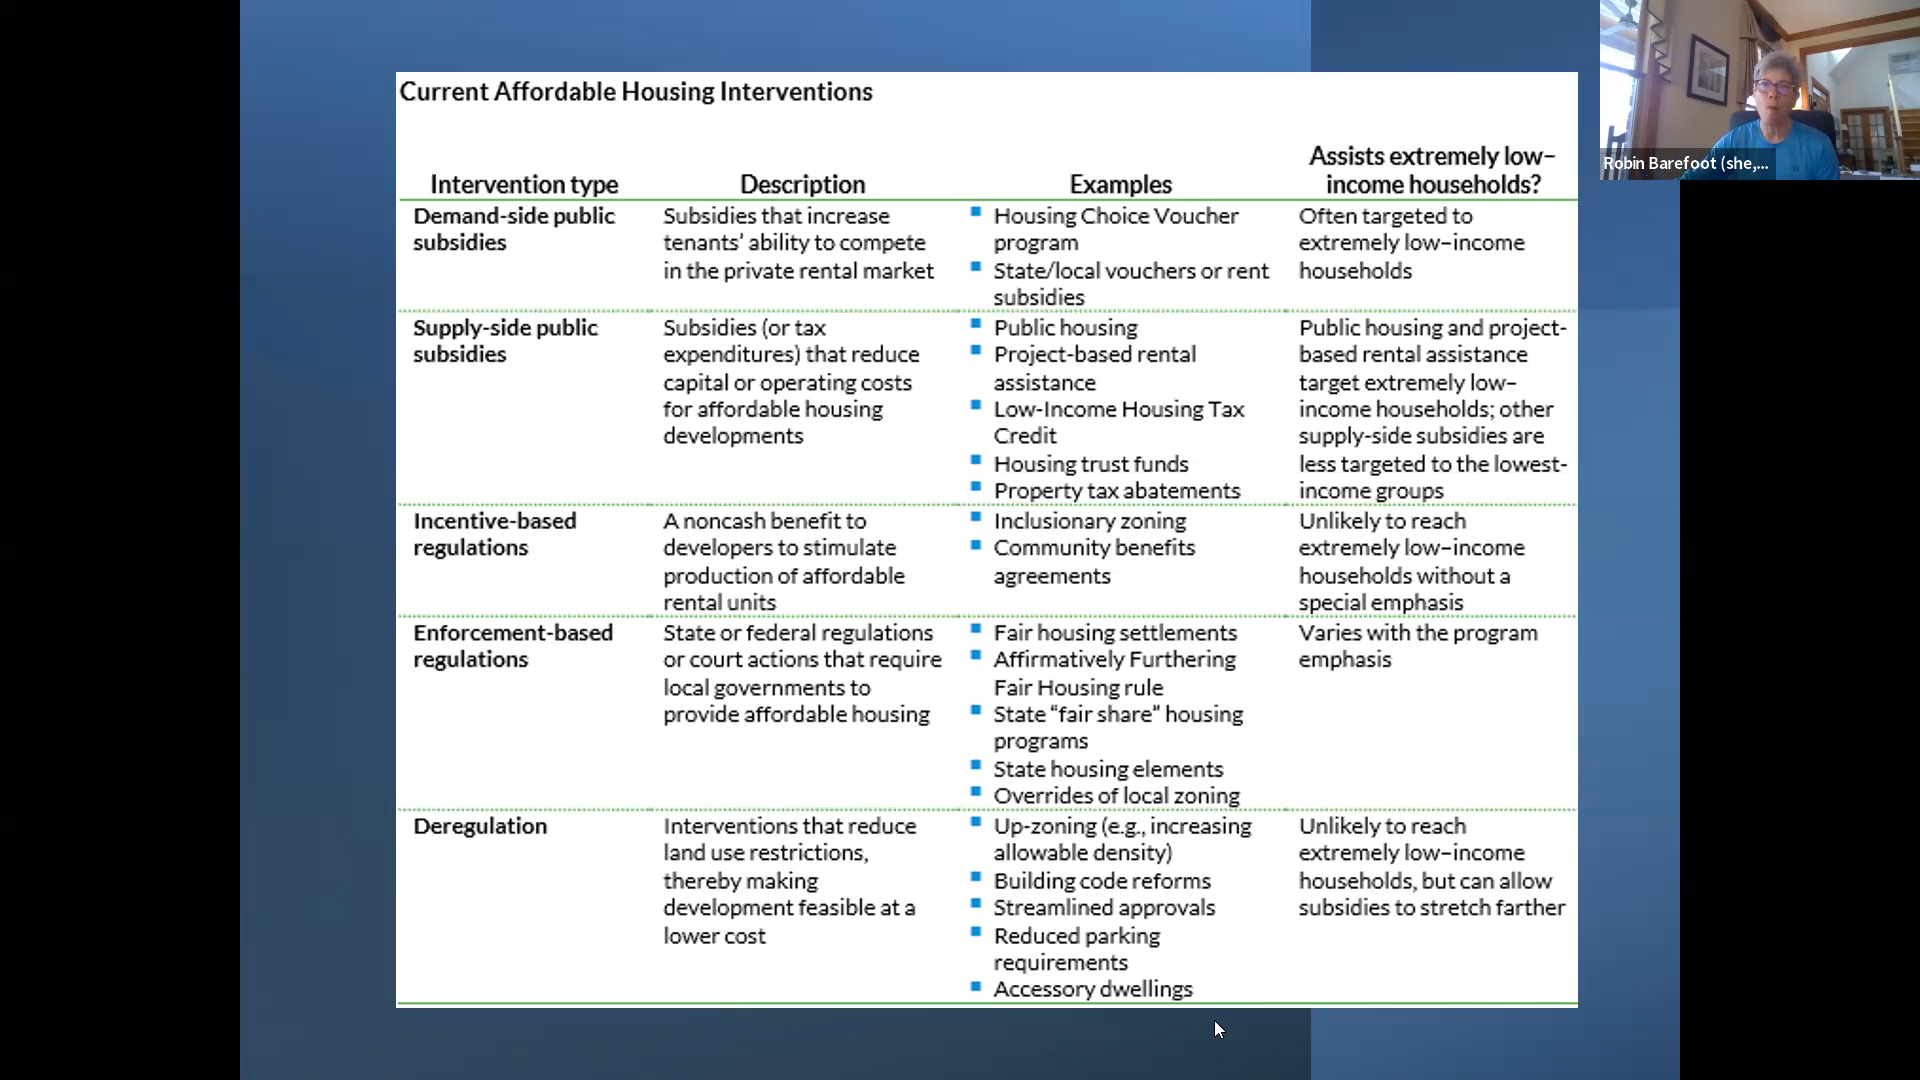 Current Affordable Housing Interventions
Intervention type
Description
Examples
Assists extremely low–
income households?
Demand-side public
subsidies
Subsidies that increase
tenants’ ability to compete
in the private rental market
Housing Choice Voucher
program
State/local vouchers or rent
subsidies
Often targeted to
extremely low–income
households
Supply-side public
subsidies
Subsidies (or tax
expenditures) that reduce
capital or operating costs
for affordable housing
developments
Public housing
Project-based rental
assistance
Low-Income Housing Tax
Credit
Housing trust funds
Property tax abatements
Public housing and project-
based rental assistance
target extremely low–
income households; other
supply-side subsidies are
less targeted to the lowest-
income groups
Incentive-based
regulations
A noncash benefit to
developers to stimulate
production of affordable
rental units
Inclusionary zoning
Community benefits
agreements
Unlikely to reach
extremely low–income
households without a
special emphasis
Enforcement-based
regulations
State or federal regulations
or court actions that require
local governments to
provide affordable housing
Fair housing settlements
Affirmatively Furthering
Fair Housing rule
State “fair share” housing
programs
State housing elements
Overrides of local zoning
Varies with the program
emphasis
Deregulation
Interventions that reduce
land use restrictions,
thereby making
development feasible at a
lower cost
Up-zoning (e.g., increasing
allowable density)
Building code reforms
Streamlined approvals
Reduced parking
requirements
Accessory dwellings
Unlikely to reach
extremely low–income
households, but can allow
subsidies to stretch farther
Robin Barefoot (she,...